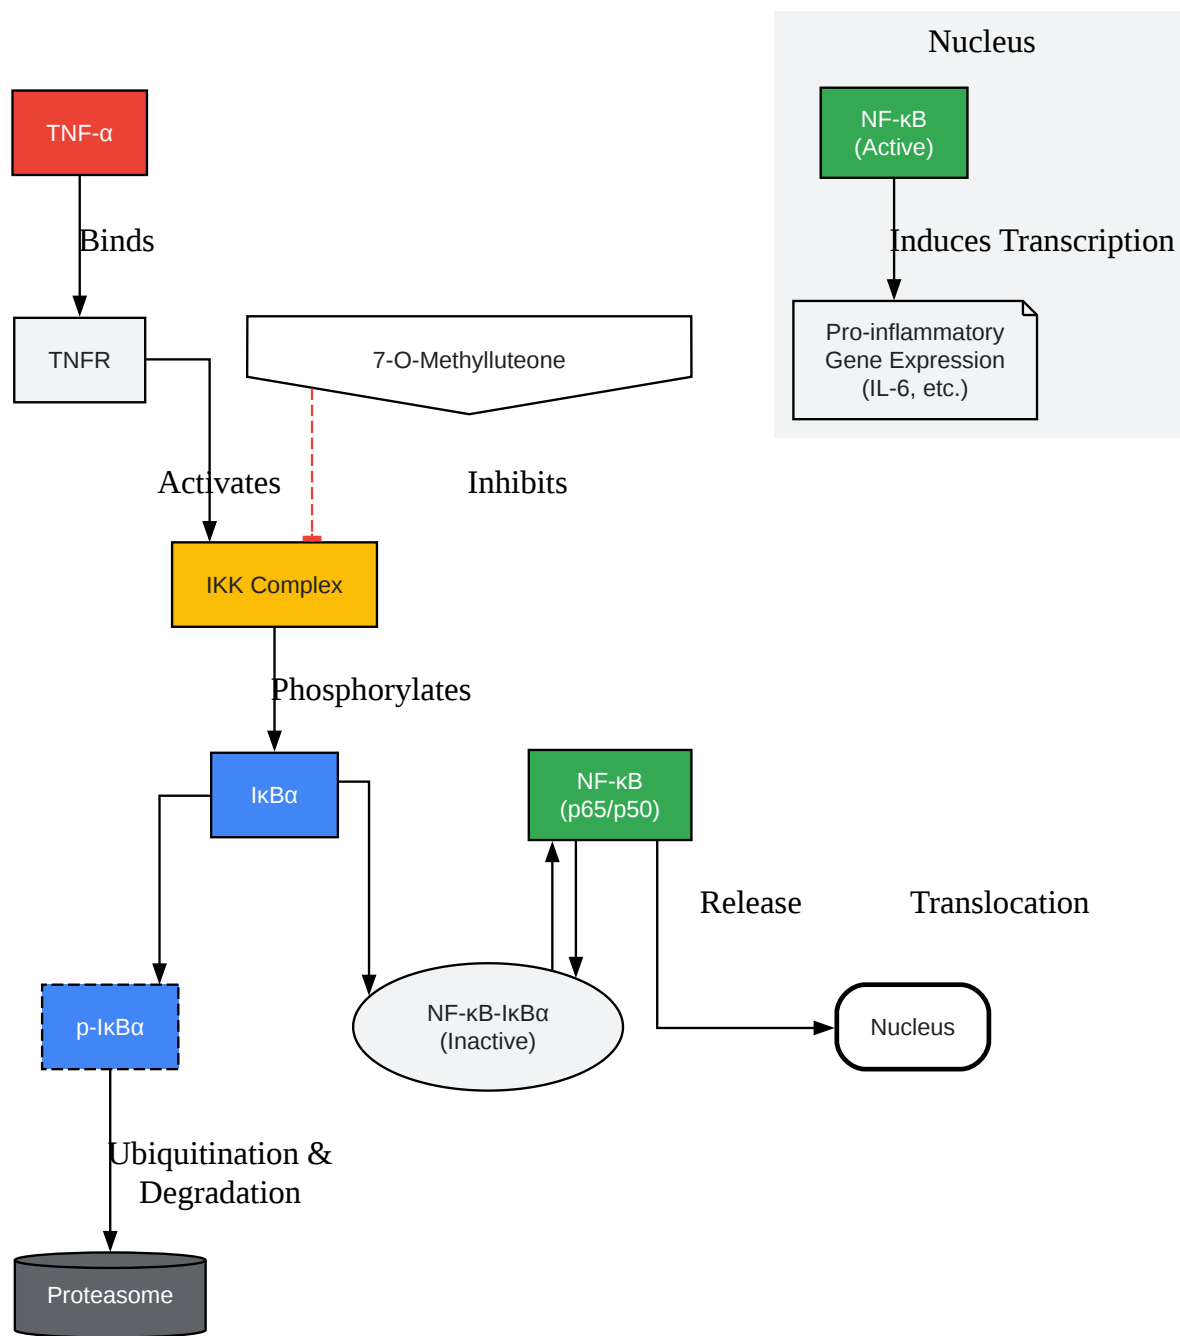 Nucleus
TNF-α
NF-κB
(Active)
Binds
Induces Transcription
TNFR
7-O-Methylluteone
Pro-inflammatory
Gene Expression
(IL-6, etc.)
Activates
Inhibits
IKK Complex
Phosphorylates
IκBα
NF-κB
(p65/p50)
Release
Translocation
p-IκBα
NF-κB-IκBα
(Inactive)
Nucleus
Ubiquitination &
Degradation
Proteasome